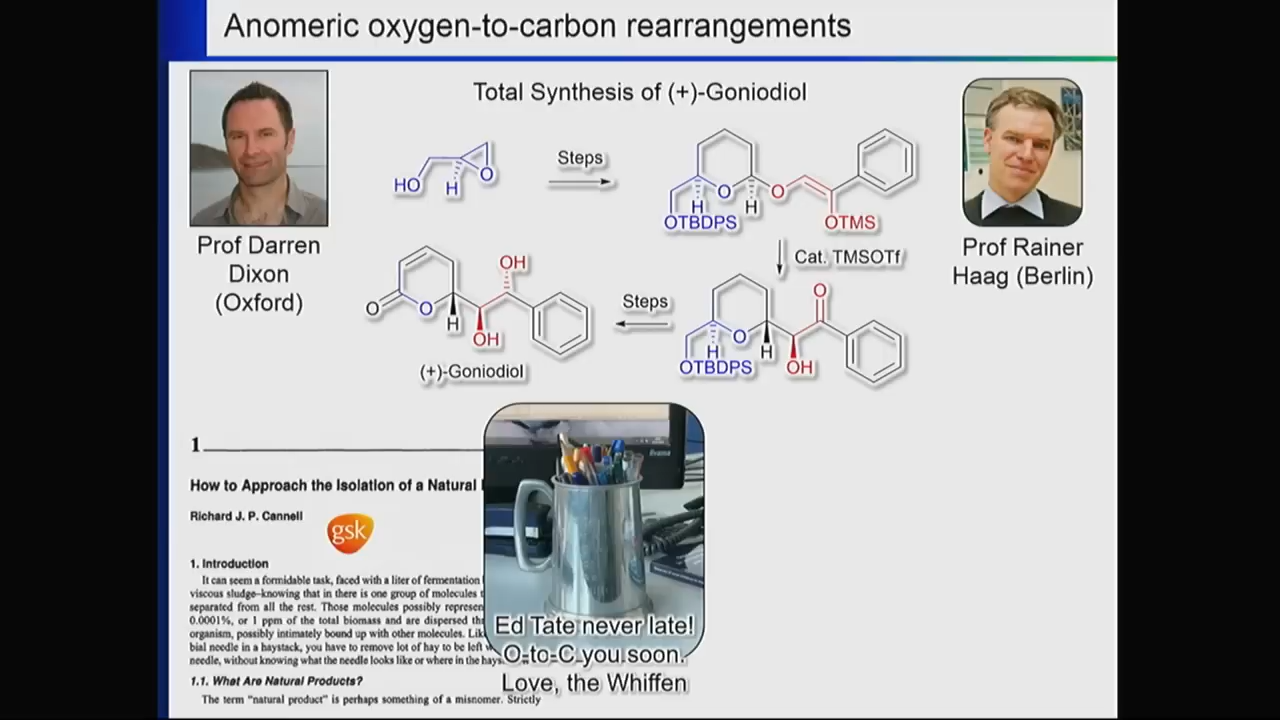 Anomeric oxygen-to-carbon rearrangements
Total Synthesis of (+)-Goniodiol
Prof Darren
Dixon
(Oxford)
Prof Rainer
Haag (Berlin)
HO
H
O
Steps
O
H
H
O
OTBDPS
OTMS
Cat. TMSOTf
O
O
H
OH
OH
(+)-Goniodiol
Steps
O
O
H
H
OTBDPS
OH
1
How to Approach the Isolation of a Natural
Richard J. P. Cannell
gsk
1. Introduction
It can seem a formidable task, faced with a liter of fermentation
viscous sludge–knowing that in there is one group of molecules
separated from all the rest. Those molecules possibly represen
0.0001%, or 1 ppm of the total biomass and are dispersed th
organism, possibly intimately bound up with other molecules. Lik
bial needle in a haystack, you have to remove lot of hay to be left
needle, without knowing what the needle looks like or where in the hays
1.1. What Are Natural Products?
The term "natural product" is perhaps something of a misnomer. Strictly
iiyama
Ed Tate never late!
O-to-C you soon.
Love, the Whiffen